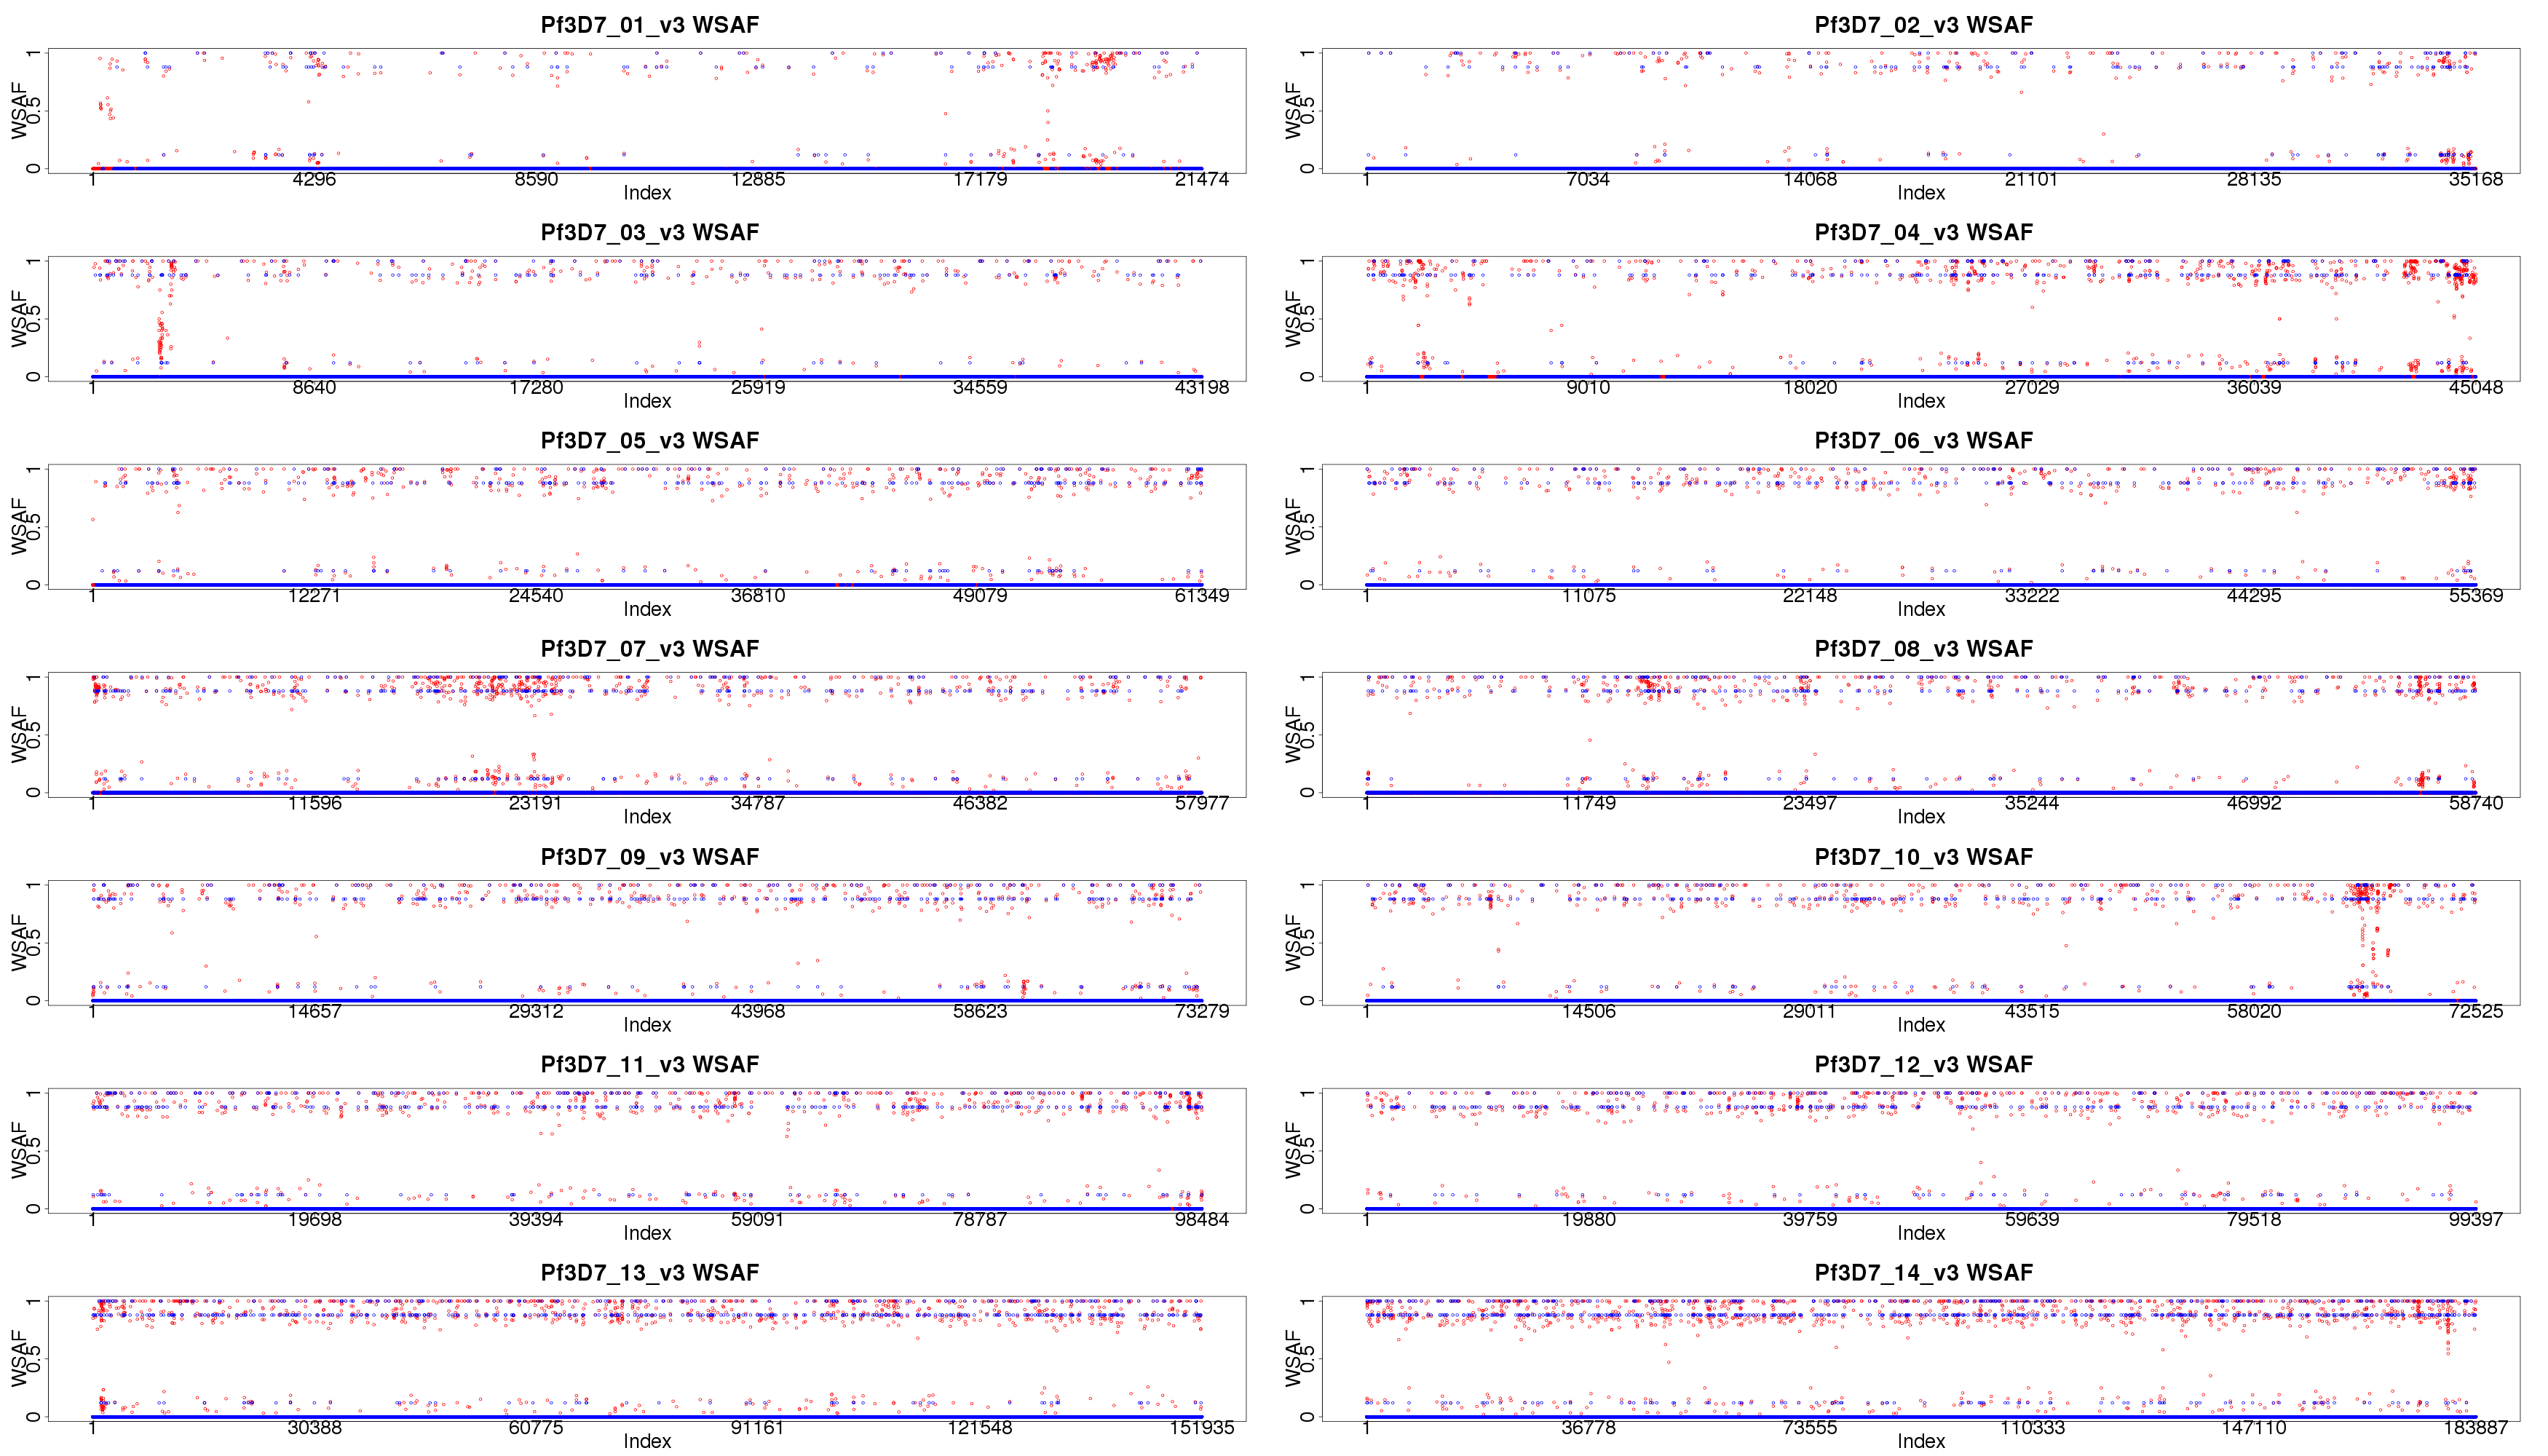 Pf3D7_01_v3 WSAF
WSAF
1
0.5
0
1 4296 8590 12885 17179 21474
Index
Pf3D7_02_v3 WSAF
WSAF
1
0.5
0
1 7034 14068 21101 28135 35168
Index
Pf3D7_03_v3 WSAF
WSAF
1
0.5
0
1 8640 17280 25919 34559 43198
Index
Pf3D7_04_v3 WSAF
WSAF
1
0.5
0
1 9010 18020 27029 36039 45048
Index
Pf3D7_05_v3 WSAF
WSAF
1
0.5
0
1 12271 24540 36810 49079 61349
Index
Pf3D7_06_v3 WSAF
WSAF
1
0.5
0
1 11075 22148 33222 44295 55369
Index
Pf3D7_07_v3 WSAF
WSAF
1
0.5
0
1 11596 23191 34787 46382 57977
Index
Pf3D7_08_v3 WSAF
WSAF
1
0.5
0
1 11749 23497 35244 46992 58740
Index
Pf3D7_09_v3 WSAF
WSAF
1
0.5
0
1 14657 29312 43968 58623 73279
Index
Pf3D7_10_v3 WSAF
WSAF
1
0.5
0
1 14506 29011 43515 58020 72525
Index
Pf3D7_11_v3 WSAF
WSAF
1
0.5
0
1 19698 39394 59091 78787 98484
Index
Pf3D7_12_v3 WSAF
WSAF
1
0.5
0
1 19880 39759 59639 79518 99397
Index
Pf3D7_13_v3 WSAF
WSAF
1
0.5
0
1 30388 60775 91161 121548 151935
Index
Pf3D7_14_v3 WSAF
WSAF
1
0.5
0
1 36778 73555 110333 147110 183887
Index